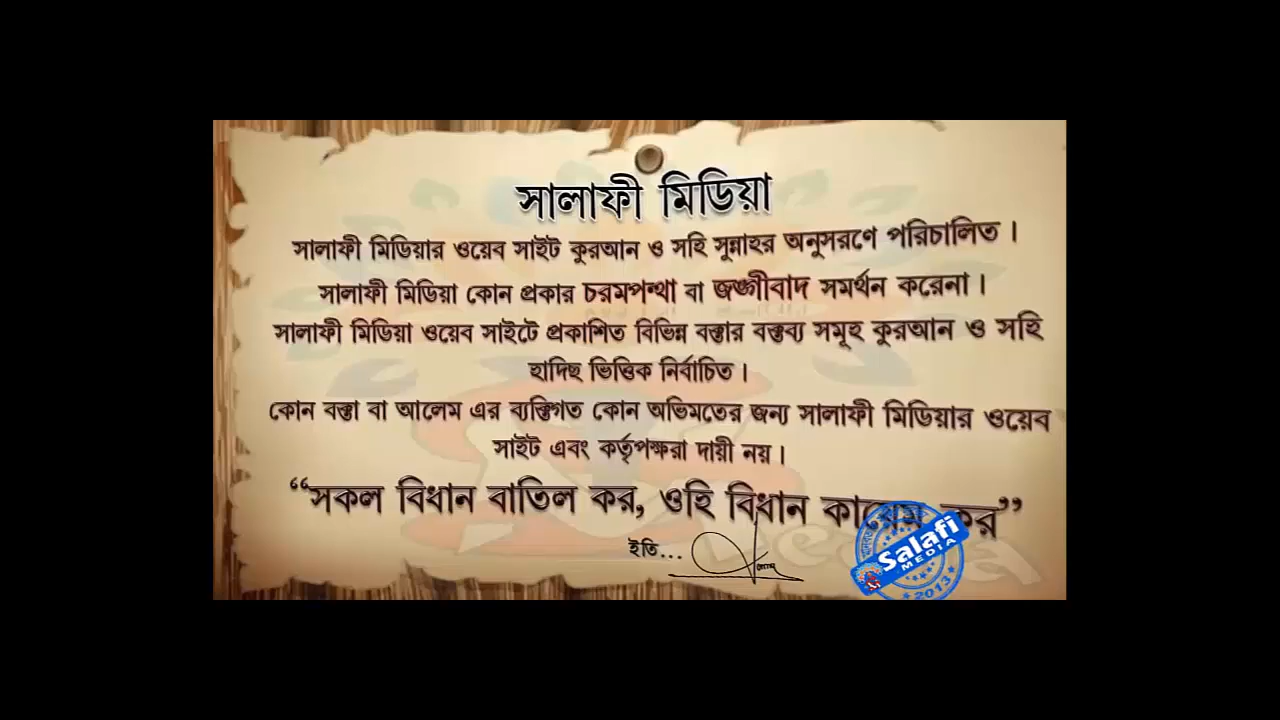 সালাফী মিডিয়া
সালাফী মিডিয়ার ওয়েব সাইট কুরআন ও সহি সুন্নাহর অনুসরণে পরিচালিত ।
সালাফী মিডিয়া কোন প্রকার চরমপন্থা বা জঙ্গীবাদ সমর্থন করেনা ।
সালাফী মিডিয়া ওয়েব সাইটে প্রকাশিত বিভিন্ন বক্তার বক্তব্য সমূহ কুরআন ও সহি
হাদিছ ভিত্তিক নির্বাচিত ।
কোন বক্তা বা আলেম এর ব্যক্তিগত কোন অভিমতের জন্য সালাফী মিডিয়ার ওয়েব
সাইট এবং কর্তৃপক্ষরা দায়ী নয় ।
“সকল বিধান বাতিল কর, ওহি বিধান কায়েম কর”
ইতি...
Salafi
MEDIA
2013